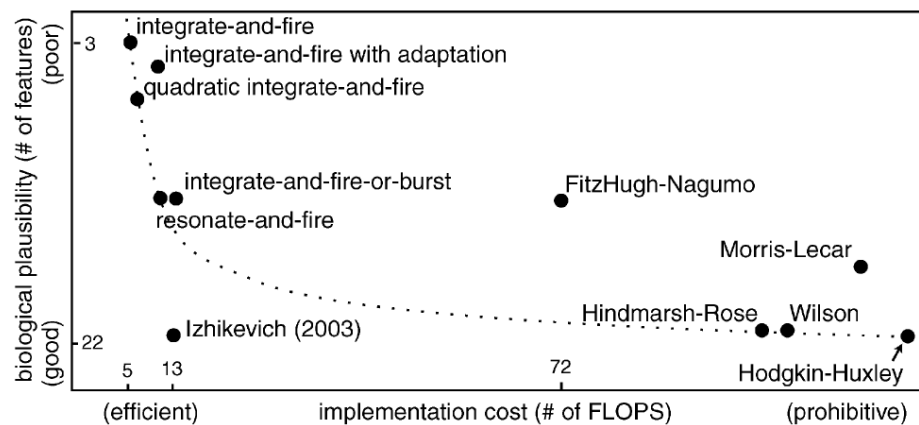 integrate-and-fire
3
integrate-and-fire with adaptation
quadratic integrate-and-fire
integrate-and-fire-or-burst
resonate-and-fire
FitzHugh-Nagumo
Morris-Lecar
Hindmarsh-Rose
Wilson
Izhikevich (2003)
22
Hodgkin-Huxley
biological plausibility (# of features)
(good)
(poor)
5
13
72
(efficient)
implementation cost (# of FLOPS)
(prohibitive)